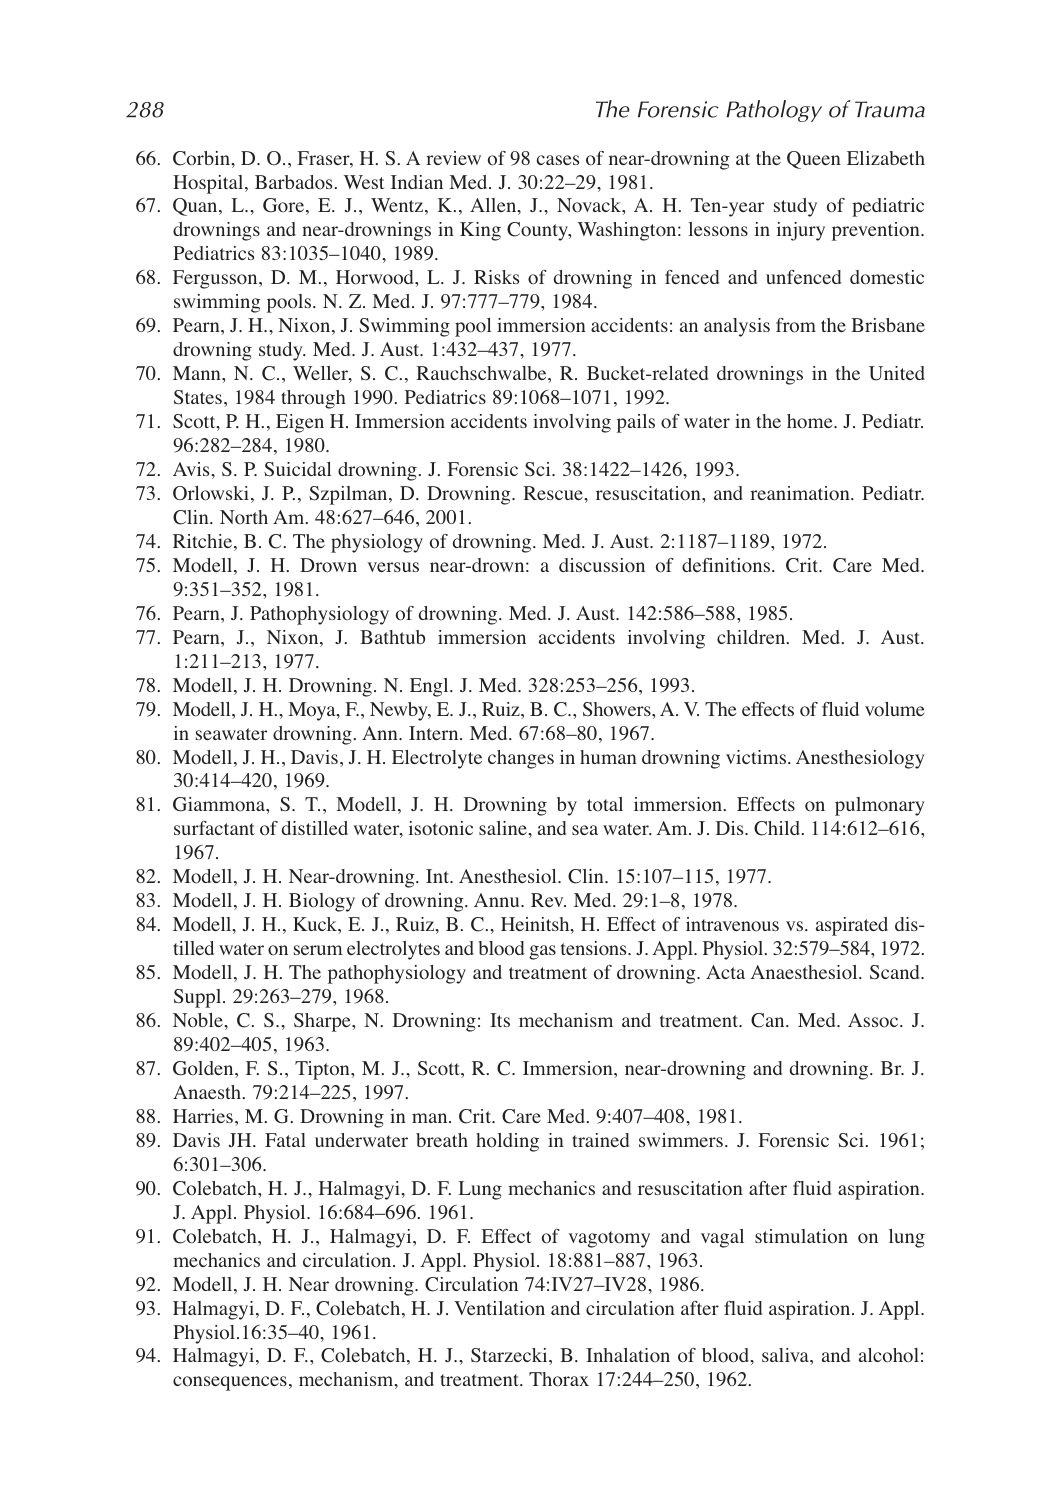 288 The Forensic Pathology of Trauma
66. Corbin, D. O., Fraser, H. S. A review of 98 cases of near-drowning at the Queen Elizabeth
Hospital, Barbados. West Indian Med. J. 30:22–29, 1981.
67. Quan, L., Gore, E. J., Wentz, K., Allen, J., Novack, A. H. Ten-year study of pediatric
drownings and near-drownings in King County, Washington: lessons in injury prevention.
Pediatrics 83:1035–1040, 1989.
68. Fergusson, D. M., Horwood, L. J. Risks of drowning in fenced and unfenced domestic
swimming pools. N. Z. Med. J. 97:777–779, 1984.
69. Pearn, J. H., Nixon, J. Swimming pool immersion accidents: an analysis from the Brisbane
drowning study. Med. J. Aust. 1:432–437, 1977.
70. Mann, N. C., Weller, S. C., Rauchschwalbe, R. Bucket-related drownings in the United
States, 1984 through 1990. Pediatrics 89:1068–1071, 1992.
71. Scott, P. H., Eigen H. Immersion accidents involving pails of water in the home. J. Pediatr.
96:282–284, 1980.
72. Avis, S. P. Suicidal drowning. J. Forensic Sci. 38:1422–1426, 1993.
73. Orlowski, J. P., Szpilman, D. Drowning. Rescue, resuscitation, and reanimation. Pediatr.
Clin. North Am. 48:627–646, 2001.
74. Ritchie, B. C. The physiology of drowning. Med. J. Aust. 2:1187–1189, 1972.
75. Modell, J. H. Drown versus near-drown: a discussion of definitions. Crit. Care Med.
9:351–352, 1981.
76. Pearn, J. Pathophysiology of drowning. Med. J. Aust. 142:586–588, 1985.
77. Pearn, J., Nixon, J. Bathtub immersion accidents involving children. Med. J. Aust.
1:211–213, 1977.
78. Modell, J. H. Drowning. N. Engl. J. Med. 328:253–256, 1993.
79. Modell, J. H., Moya, F., Newby, E. J., Ruiz, B. C., Showers, A. V. The effects of fluid volume
in seawater drowning. Ann. Intern. Med. 67:68–80, 1967.
80. Modell, J. H., Davis, J. H. Electrolyte changes in human drowning victims. Anesthesiology
30:414–420, 1969.
81. Giammona, S. T., Modell, J. H. Drowning by total immersion. Effects on pulmonary
surfactant of distilled water, isotonic saline, and sea water. Am. J. Dis. Child. 114:612–616,
1967.
82. Modell, J. H. Near-drowning. Int. Anesthesiol. Clin. 15:107–115, 1977.
83. Modell, J. H. Biology of drowning. Annu. Rev. Med. 29:1–8, 1978.
84. Modell, J. H., Kuck, E. J., Ruiz, B. C., Heinitsh, H. Effect of intravenous vs. aspirated dis-
tilled water on serum electrolytes and blood gas tensions. J. Appl. Physiol. 32:579–584, 1972.
85. Modell, J. H. The pathophysiology and treatment of drowning. Acta Anaesthesiol. Scand.
Suppl. 29:263–279, 1968.
86. Noble, C. S., Sharpe, N. Drowning: Its mechanism and treatment. Can. Med. Assoc. J.
89:402–405, 1963.
87. Golden, F. S., Tipton, M. J., Scott, R. C. Immersion, near-drowning and drowning. Br. J.
Anaesth. 79:214–225, 1997.
88. Harries, M. G. Drowning in man. Crit. Care Med. 9:407–408, 1981.
89. Davis JH. Fatal underwater breath holding in trained swimmers. J. Forensic Sci. 1961;
6:301–306.
90. Colebatch, H. J., Halmagyi, D. F. Lung mechanics and resuscitation after fluid aspiration.
J. Appl. Physiol. 16:684–696. 1961.
91. Colebatch, H. J., Halmagyi, D. F. Effect of vagotomy and vagal stimulation on lung
mechanics and circulation. J. Appl. Physiol. 18:881–887, 1963.
92. Modell, J. H. Near drowning. Circulation 74:IV27–IV28, 1986.
93. Halmagyi, D. F., Colebatch, H. J. Ventilation and circulation after fluid aspiration. J. Appl.
Physiol.16:35–40, 1961.
94. Halmagyi, D. F., Colebatch, H. J., Starzecki, B. Inhalation of blood, saliva, and alcohol:
consequences, mechanism, and treatment. Thorax 17:244–250, 1962.